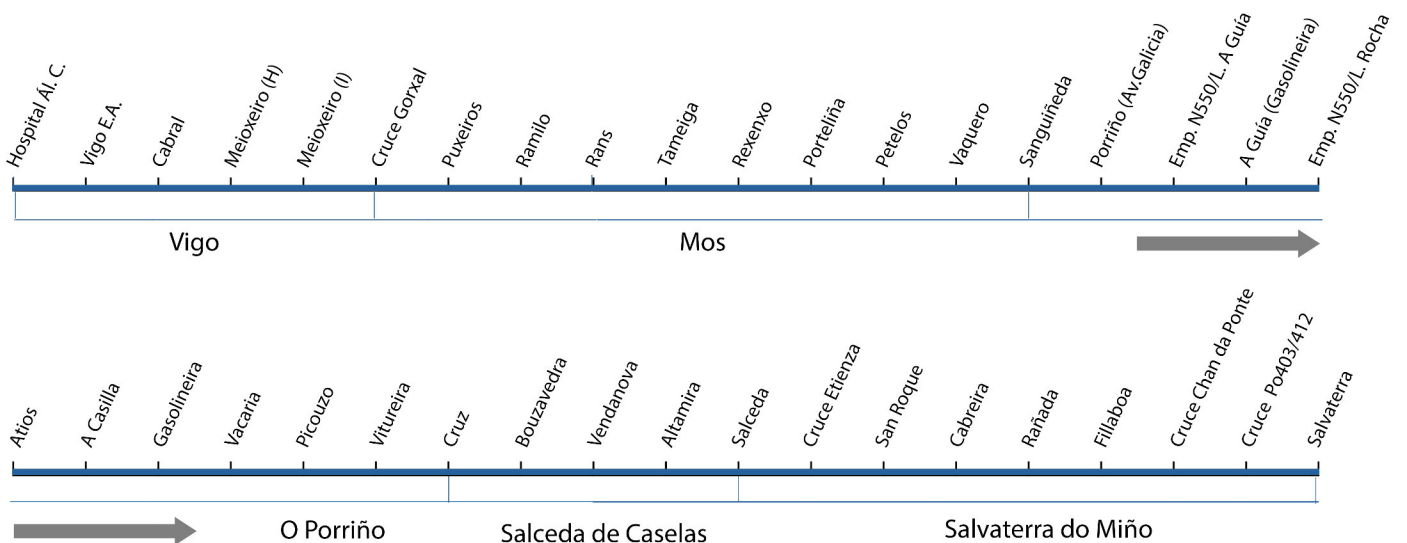 Hospital Ál. C.
Vigo E.A.
Cabral
Meioxeiro (H)
Meioxeiro (I)
Cruce Gorxal
Puxeiros
Ramilo
Rans
Tameiga
Rexenxo
Porteliña
Petelos
Vaquero
Sanguiñeda
Porriño (Av.Galicia)
Emp. N550/L. A Guía
A Guía (Gasolineira)
Emp. N550/L. Rocha
Vigo
Mos
Atios
A Casilla
Gasolineira
Vacaria
Picouzo
Vitureira
Cruz
Bouzavedra
Vendanova
Altamira
Salceda
Cruce Etienza
San Roque
Cabreira
Rañada
Fillaboa
Cruce Chan da Ponte
Cruce Po403/412
Salvaterra
O Porriño
Salceda de Caselas
Salvaterra do Miño